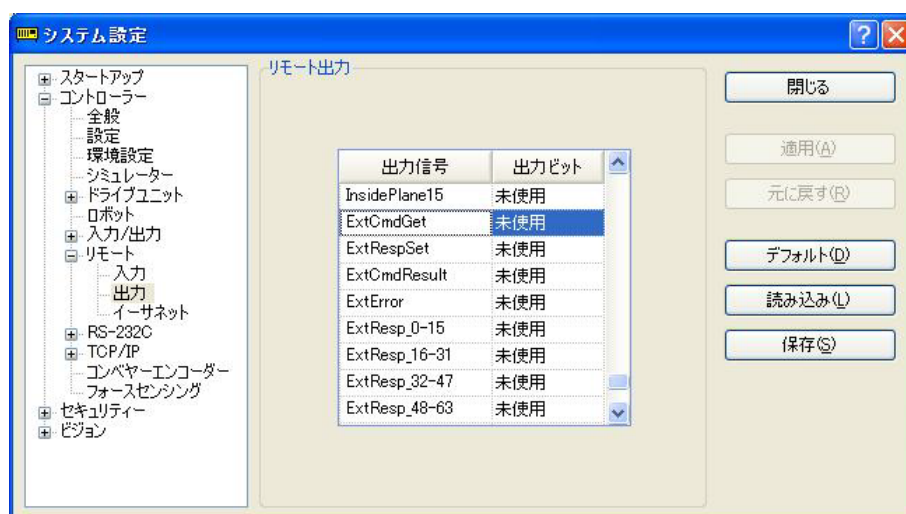 システム設定
スタートアップ
コントローラー
全般
設定
環境設定
シミュレーター
ドライブユニット
ロボット
入力/出力
リモート
入力
出力
イーサネット
RS-232C
TCP/IP
コンベヤーエンコーダー
フォースセンシング
セキュリティー
ビジョン
リモート出力
出力信号 出力ビット
InsidePlane15 未使用
ExtCmdGet 未使用
ExtRespSet 未使用
ExtCmdResult 未使用
ExtError 未使用
ExtResp_0-15 未使用
ExtResp_16-31 未使用
ExtResp_32-47 未使用
ExtResp_48-63 未使用
閉じる
適用(A)
元に戻す(R)
デフォルト(D)
読み込み(L)
保存(S)